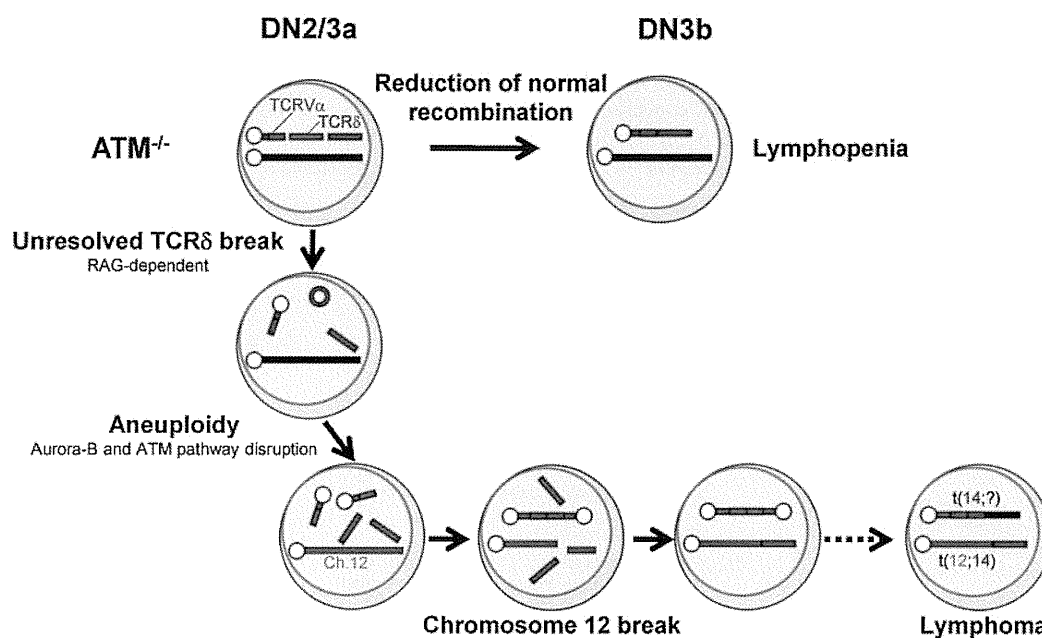 DN2/3a
DN3b
ATM-/-
TCRVα
TCRδ
Reduction of normal
recombination
Lymphopenia
Unresolved TCRδ break
RAG-dependent
Aneuploidy
Aurora-B and ATM pathway disruption
Ch.12
t(14;?)
t(12;14)
Chromosome 12 break
Lymphoma